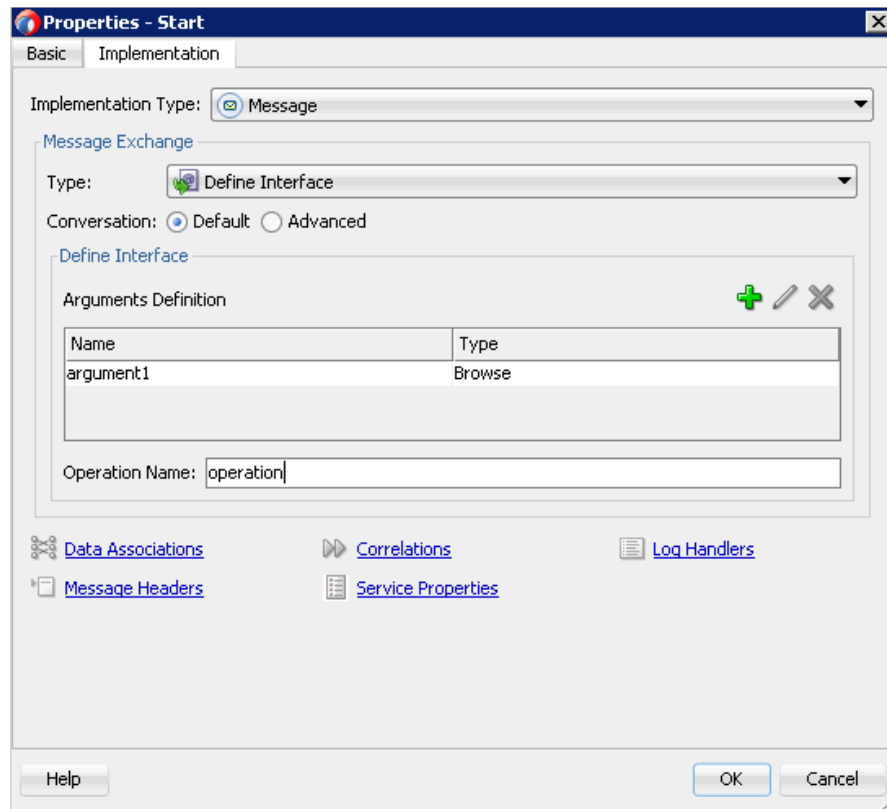 Properties - Start
Basic Implementation
Implementation Type: Message
Message Exchange
Type: Define Interface
Conversation: Default Advanced
Define Interface
Arguments Definition
Name Type
argument1 Browse
Operation Name: operation
Data Associations Correlations Log Handlers
Message Headers Service Properties
Help OK Cancel